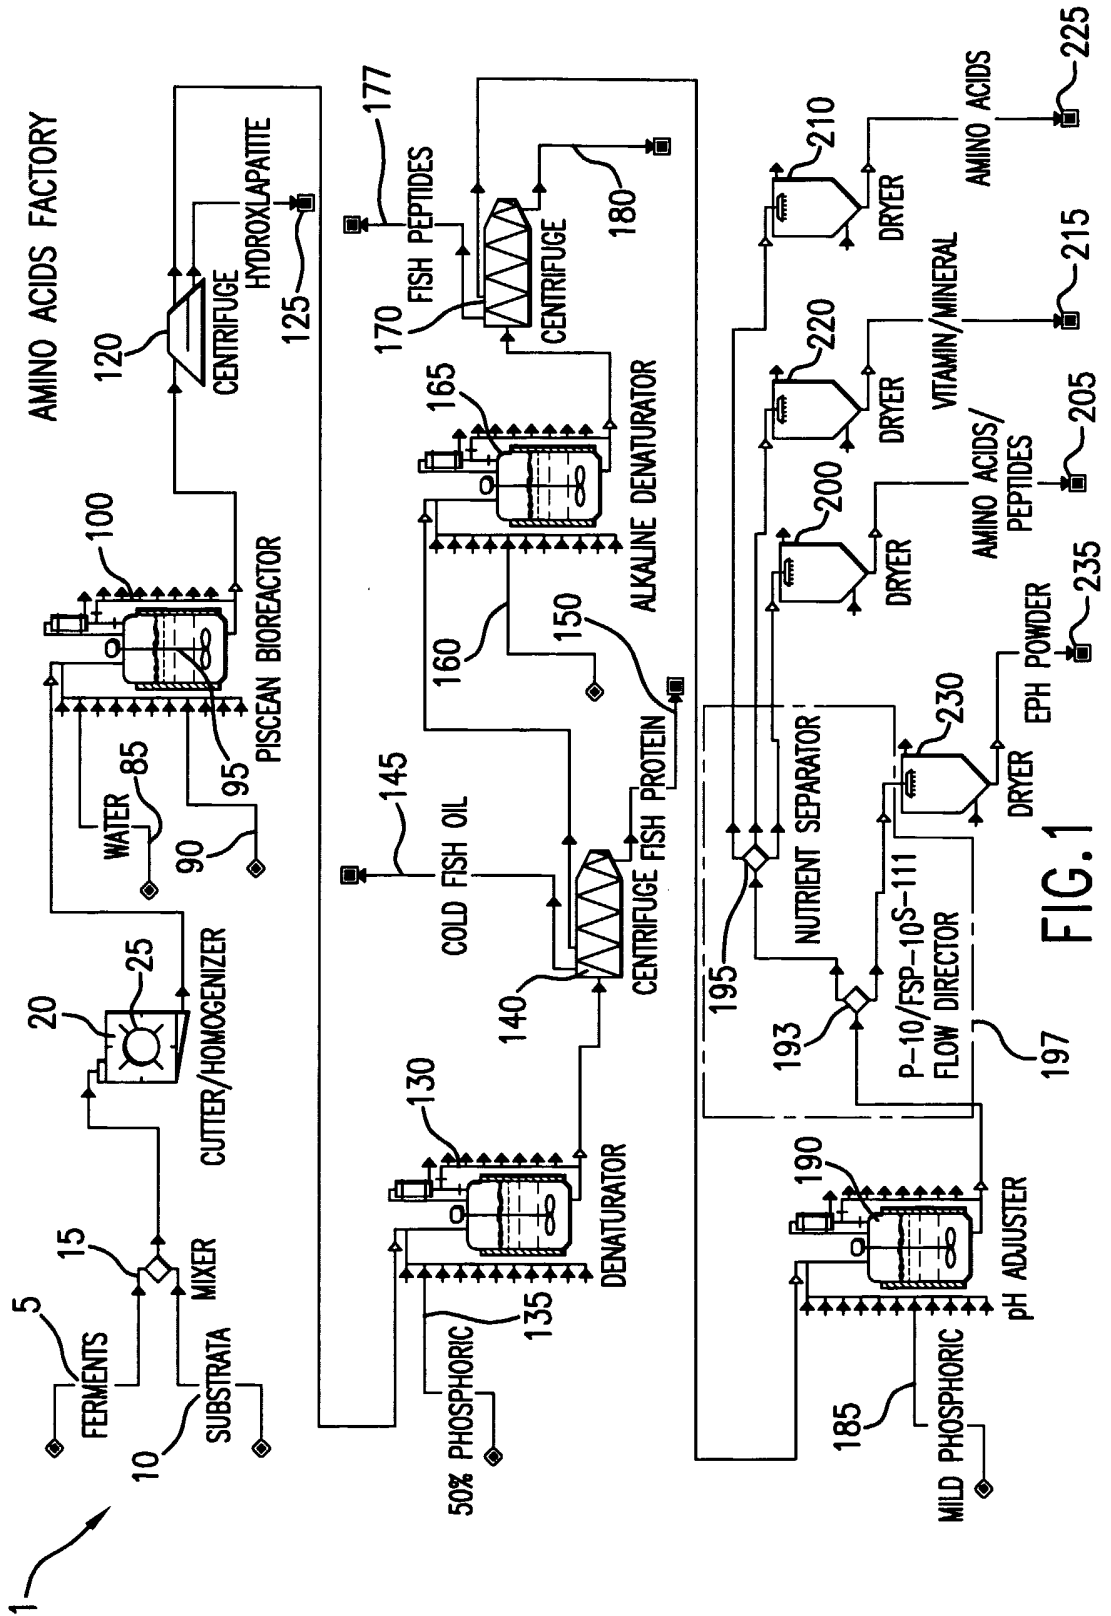 AMINO ACIDS FACTORY
1
5
FERMENTS
SUBSTRATA
10
15
MIXER
20
25
CUTTER/HOMOGENIZER
WATER
85
90
95
100
PISCEAN BIOREACTOR
120
CENTRIFUGE
HYDROXLAPATITE
125
50% PHOSPHORIC
135
130
DENATURATOR
140
CENTRIFUGE
COLD FISH OIL
145
FISH PROTEIN
150
160
165
ALKALINE DENATURATOR
170
CENTRIFUGE
FISH PEPTIDES
177
180
MILD PHOSPHORIC
185
190
pH ADJUSTER
193
P-10/FSP-10S-111
FLOW DIRECTOR
197
195
NUTRIENT SEPARATOR
230
DRYER
EPH POWDER
235
200
DRYER
AMINO ACIDS/
PEPTIDES
205
220
DRYER
VITAMIN/MINERAL
215
210
DRYER
AMINO ACIDS
225
FIG.1